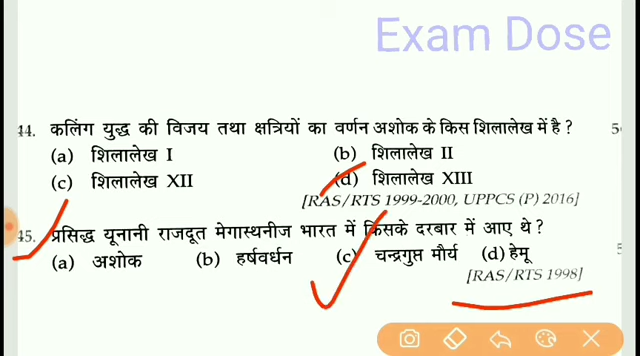 Exam Dose
44. कलिंग युद्ध की विजय तथा क्षत्रियों का वर्णन अशोक के किस शिलालेख में है ?
(a) शिलालेख I (b) शिलालेख II
(c) शिलालेख XII (d) शिलालेख XIII
[RAS/RTS 1999-2000, UPPCS (P) 2016]
45. प्रसिद्ध यूनानी राजदूत मेगास्थनीज भारत में किसके दरबार में आए थे ?
(a) अशोक (b) हर्षवर्धन (c) चन्द्रगुप्त मौर्य (d) हेमू
[RAS/RTS 1998]